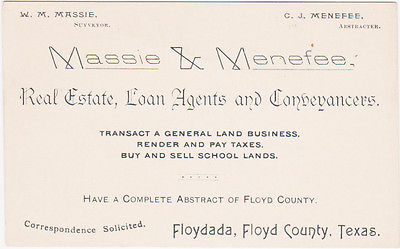 W. M. MASSIE, C. J. MENEFEE,
SURVEYOR. ABSTRACTER.
Massie & Menefee,
Real Estate, Loan Agents and Conveyancers.
TRANSACT A GENERAL LAND BUSINESS.
RENDER AND PAY TAXES.
BUY AND SELL SCHOOL LANDS.
HAVE A COMPLETE ABSTRACT OF FLOYD COUNTY.
Correspondence Solicited. Floydada, Floyd County, Texas.